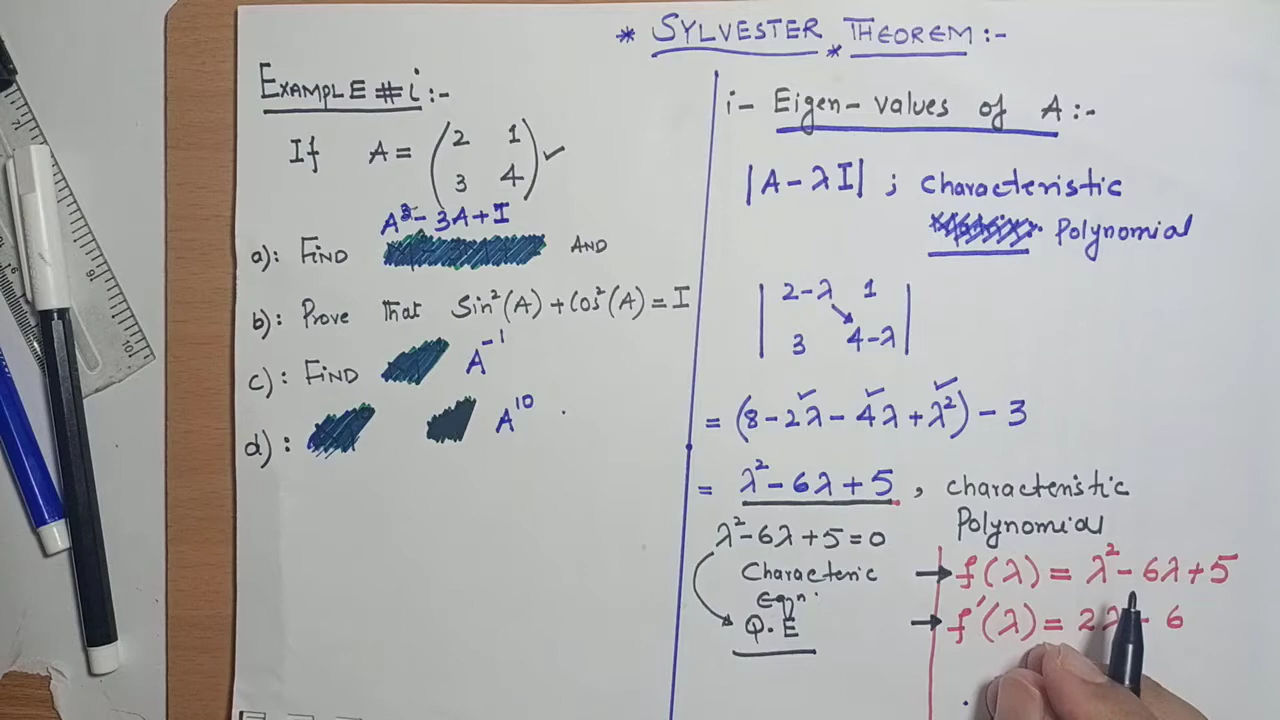 * SYLVESTER * THEOREM :-
EXAMPLE # i :-
If A = (2 1
3 4) ✓
A² - 3A + I
a): FIND AND
b): Prove that Sin²(A) + Cos²(A) = I
c): FIND A⁻¹
d): A¹⁰ .
i- Eigen-values of A :-
|A - λI| ; Characteristic
Polynomial
| 2-λ 1 |
| 3 4-λ |
= (8 - 2λ - 4λ + λ²) - 3
= λ² - 6λ + 5 , Characteristic
Polynomial
λ² - 6λ + 5 = 0
Characteric
Eqn.
Q.E
→ f(λ) = λ² - 6λ + 5
→ f'(λ) = 2λ - 6